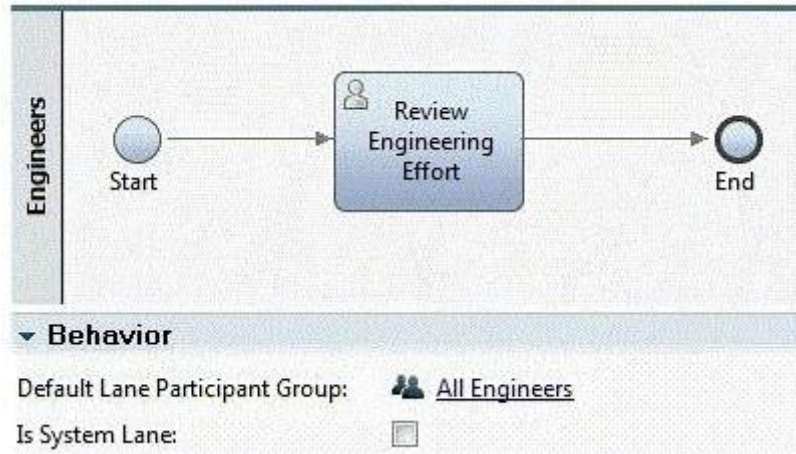 Engineers
Start
Review
Engineering
Effort
End
Behavior
Default Lane Participant Group: All Engineers
Is System Lane: